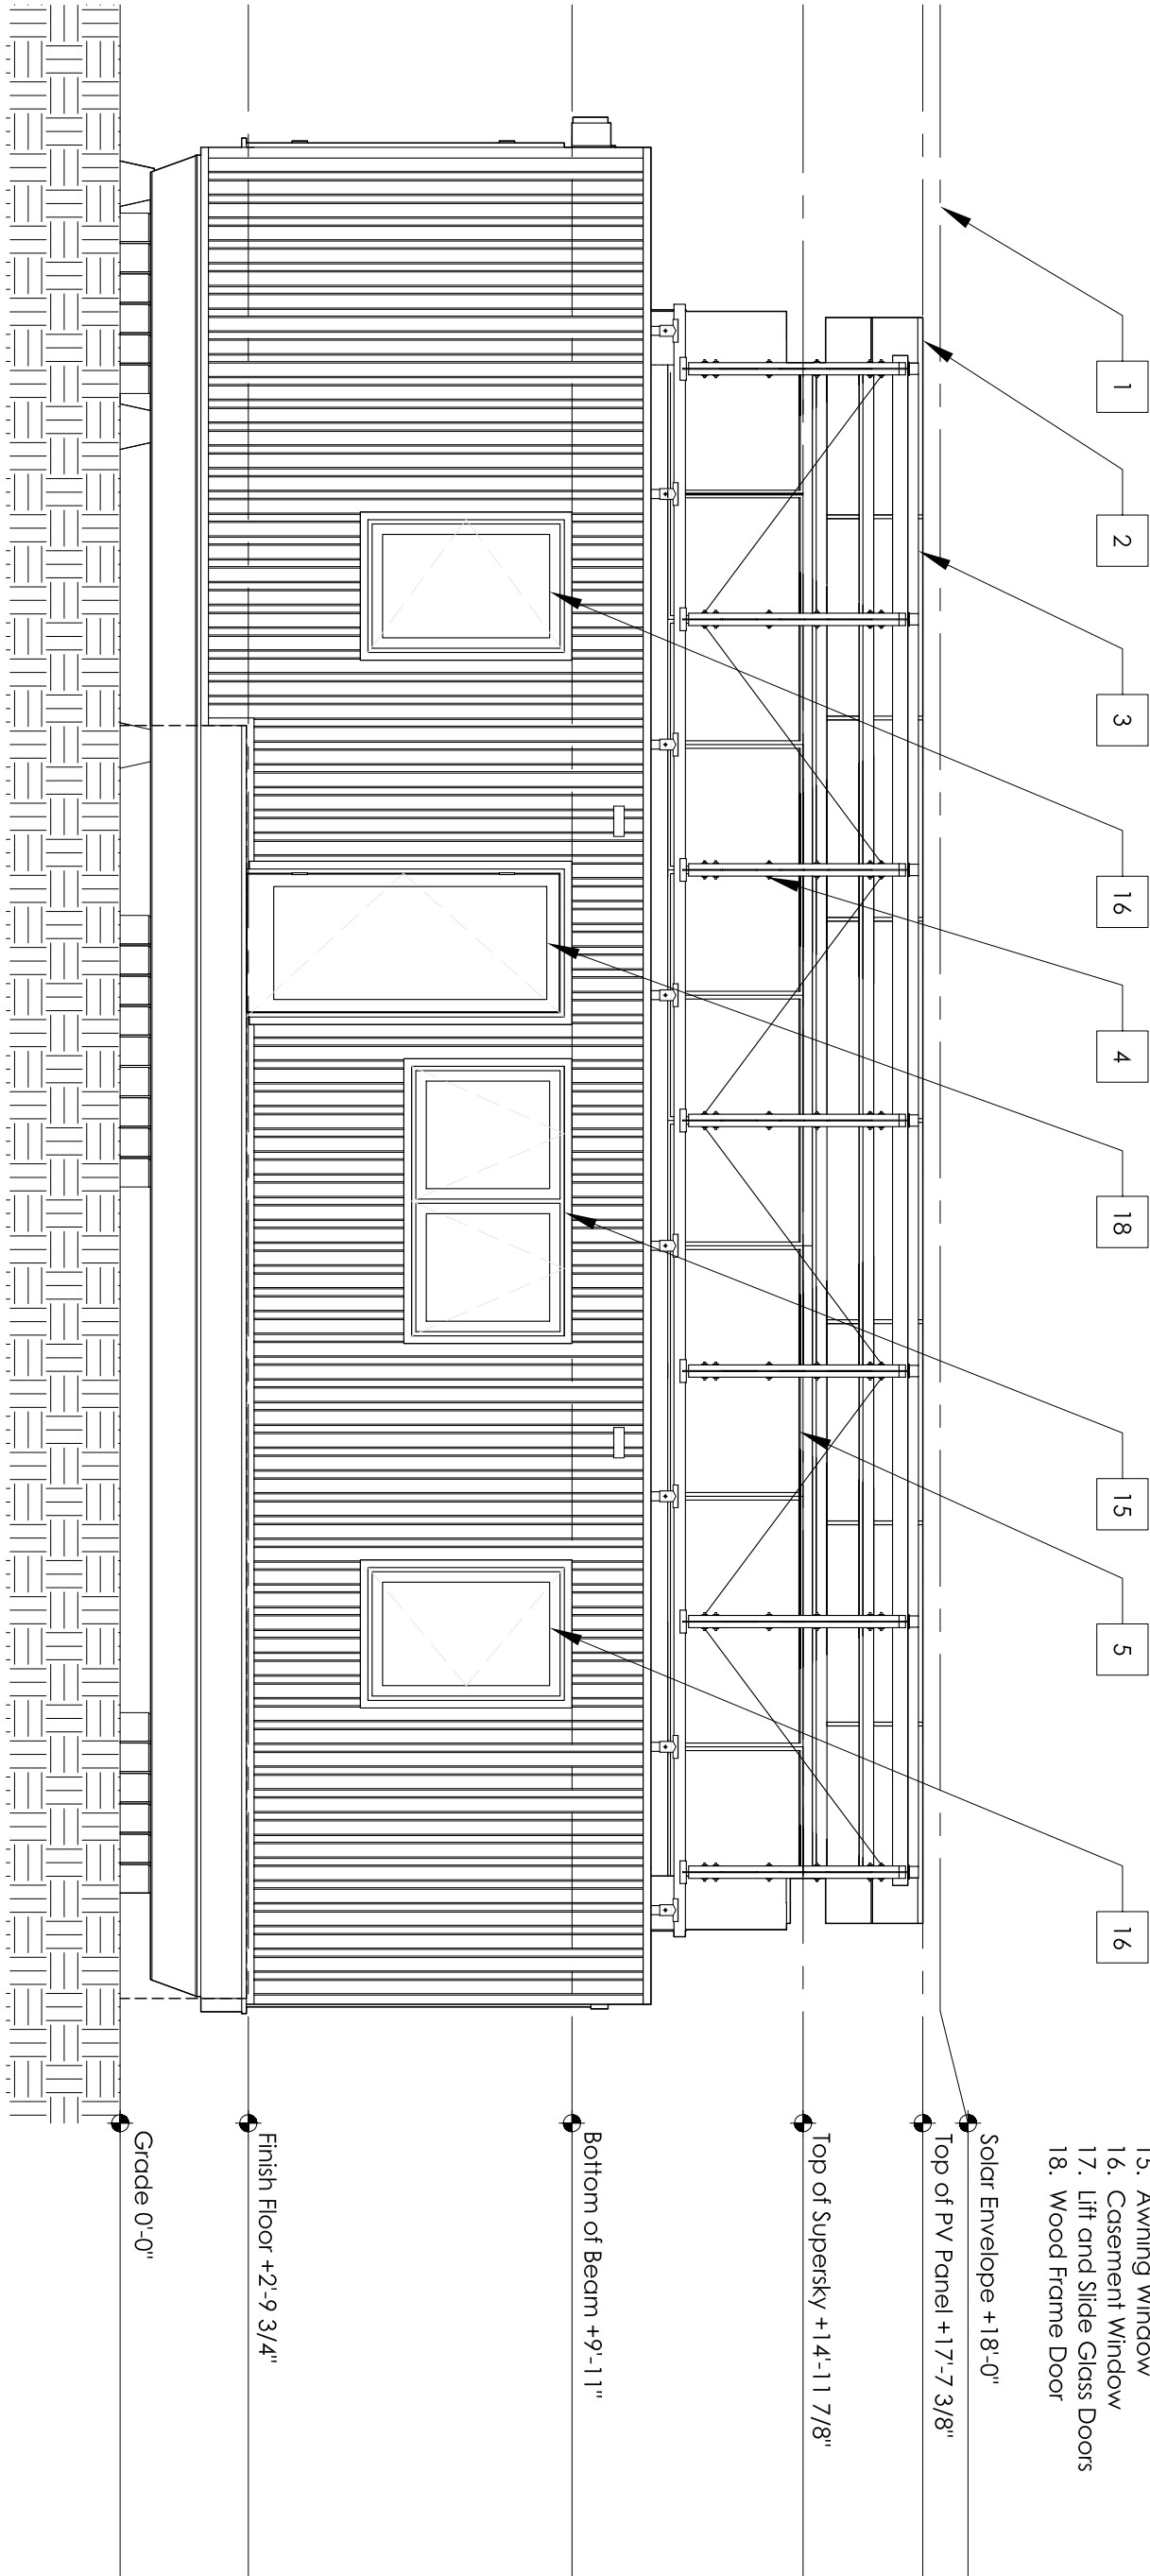 1
2
3
16
4
18
15
5
16
15. Awning Window
16. Casement Window
17. Lift and Slide Glass Doors
18. Wood Frame Door
Solar Envelope +18'-0"
Top of PV Panel +17'-7 3/8"
Top of Supersky +14'-11 7/8"
Bottom of Beam +9'-11"
Finish Floor +2'-9 3/4"
Grade 0'-0"